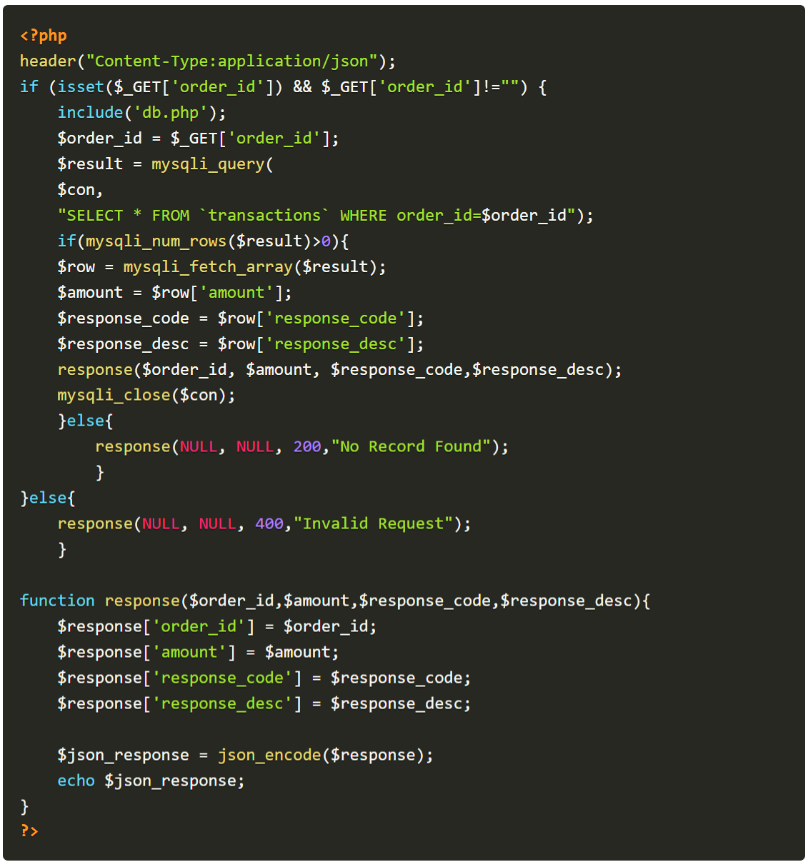 <?php
header("Content-Type:application/json");
if (isset($_GET['order_id']) && $_GET['order_id']!="") {
    include('db.php');
    $order_id = $_GET['order_id'];
    $result = mysqli_query(
    $con,
    "SELECT * FROM `transactions` WHERE order_id=$order_id");
    if(mysqli_num_rows($result)>0){
    $row = mysqli_fetch_array($result);
    $amount = $row['amount'];
    $response_code = $row['response_code'];
    $response_desc = $row['response_desc'];
    response($order_id, $amount, $response_code,$response_desc);
    mysqli_close($con);
    }else{
        response(NULL, NULL, 200,"No Record Found");
        }
}else{
    response(NULL, NULL, 400,"Invalid Request");
    }

function response($order_id,$amount,$response_code,$response_desc){
    $response['order_id'] = $order_id;
    $response['amount'] = $amount;
    $response['response_code'] = $response_code;
    $response['response_desc'] = $response_desc;

    $json_response = json_encode($response);
    echo $json_response;
}
?>